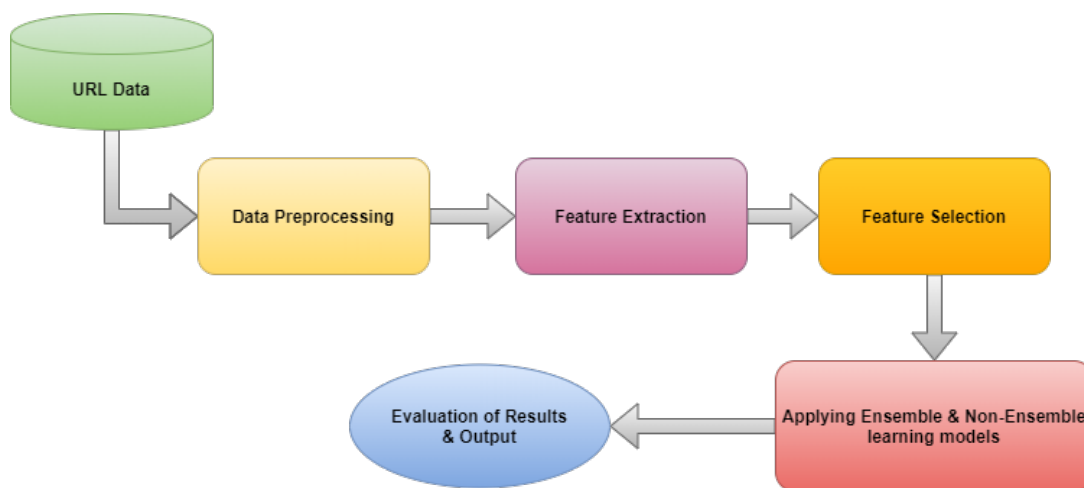 URL Data
Data Preprocessing
Feature Extraction
Feature Selection
Applying Ensemble & Non-Ensemble
learning models
Evaluation of Results
& Output